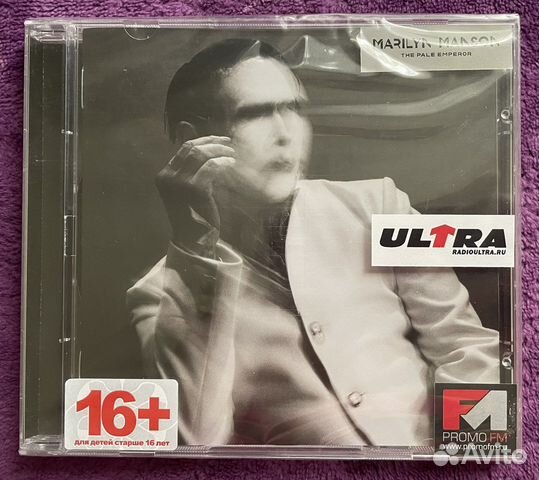 MARILYN MANSON
THE PALE EMPEROR
ULTRA
RADIOULTRA.RU
16+
для детей старше 16 лет
FM
PROMO FM
www.promofm.ru
Avito